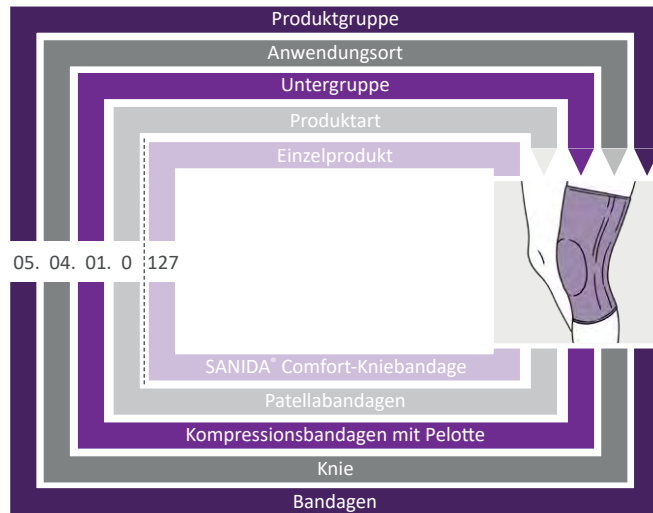 Produktgruppe
Anwendungsort
Untergruppe
Produktart
Einzelprodukt
05. 04. 01. 0 127
SANIDA® Comfort-Kniebandage
Patellabandagen
Kompressionsbandagen mit Pelotte
Knie
Bandagen